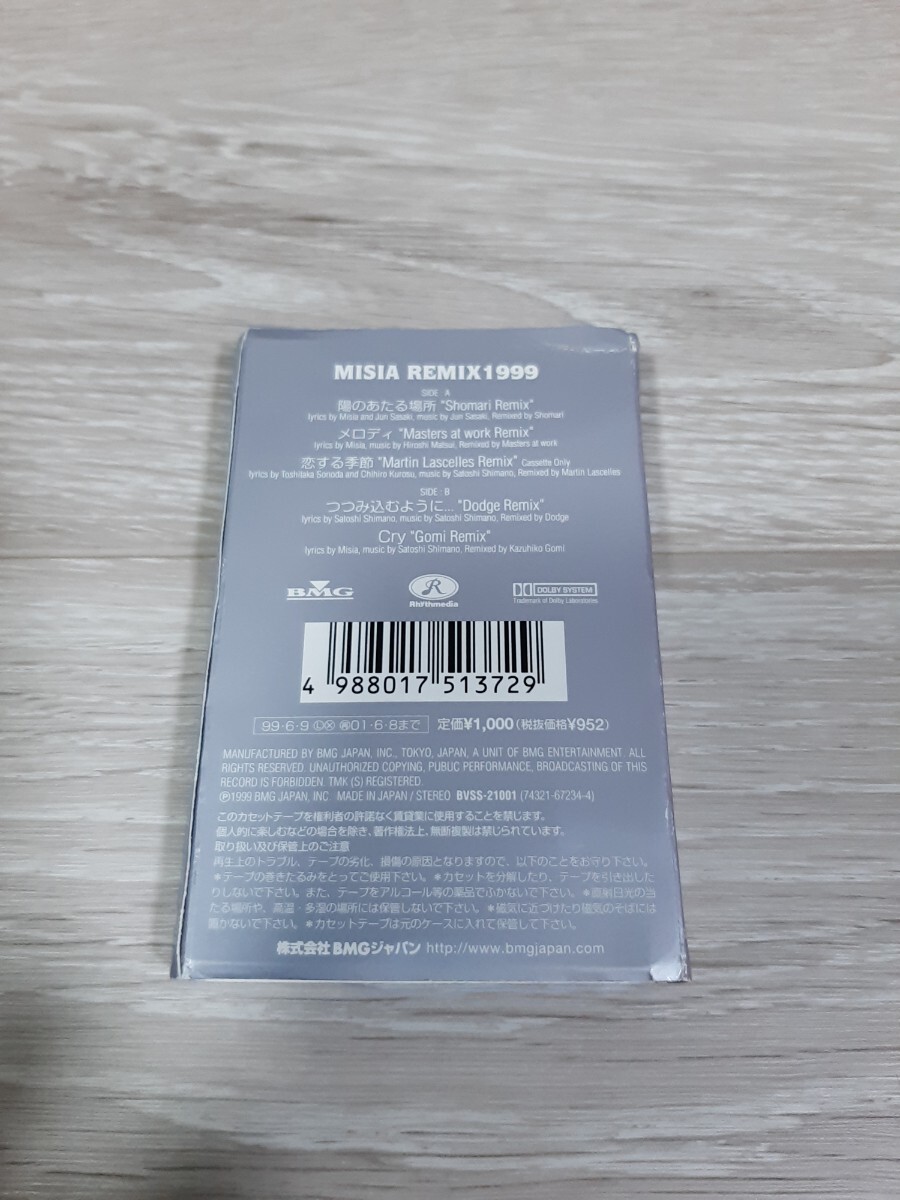 MISIA REMIX1999
SIDE : A
陽のあたる場所 "Shomari Remix"
lyrics by Misia and Jun Sasaki, music by Jun Sasaki, Remixed by Shomari
メロディ "Masters at work Remix"
lyrics by Misia, music by Hiroshi Matsui, Remixed by Masters at work
恋する季節 "Martin Lascelles Remix" Cassette Only
lyrics by Toshitaka Sonoda and Chihiro Kurosu, music by Satoshi Shimano, Remixed by Martin Lascelles
SIDE : B
つつみ込むように... "Dodge Remix"
lyrics by Satoshi Shimano, music by Satoshi Shimano, Remixed by Dodge
Cry "Gomi Remix"
lyrics by Misia, music by Satoshi Shimano, Remixed by Kazuhiko Gomi
BMG
R
Rhythmedia
DOLBY SYSTEM
Trademark of Dolby Laboratories
4 988017 513729
99・6・9 Ⓛ Ⓧ ㊑01・6・8まで 定価¥1,000(税抜価格¥952)
MANUFACTURED BY BMG JAPAN, INC., TOKYO, JAPAN, A UNIT OF BMG ENTERTAINMENT. ALL
RIGHTS RESERVED. UNAUTHORIZED COPYING, PUBLIC PERFORMANCE, BROADCASTING OF THIS
RECORD IS FORBIDDEN. TMK (S) REGISTERED.
Ⓟ1999 BMG JAPAN, INC MADE IN JAPAN / STEREO BVSS-21001 (74321-67234-4)
このカセットテープを権利者の許諾なく賃貸業に使用することを禁じます。
個人的に楽しむなどの場合を除き、著作権法上、無断複製は禁じられています。
取り扱い及び保管上のご注意
再生上のトラブル、テープの劣化、損傷の原因となりますので、以下のことをお守り下さい。
*テープの巻きたるみをとってご使用下さい。*カセットを分解したり、テープを引き出した
りしないで下さい。また、テープをアルコール等の薬品でふかないで下さい。*直射日光の当
たる場所や、高温・多湿の場所には保管しないで下さい。*磁気に近づけたり磁気のそばには
置かないで下さい。*カセットテープは元のケースに入れて保管して下さい。
株式会社BMGジャパン http://www.bmgjapan.com